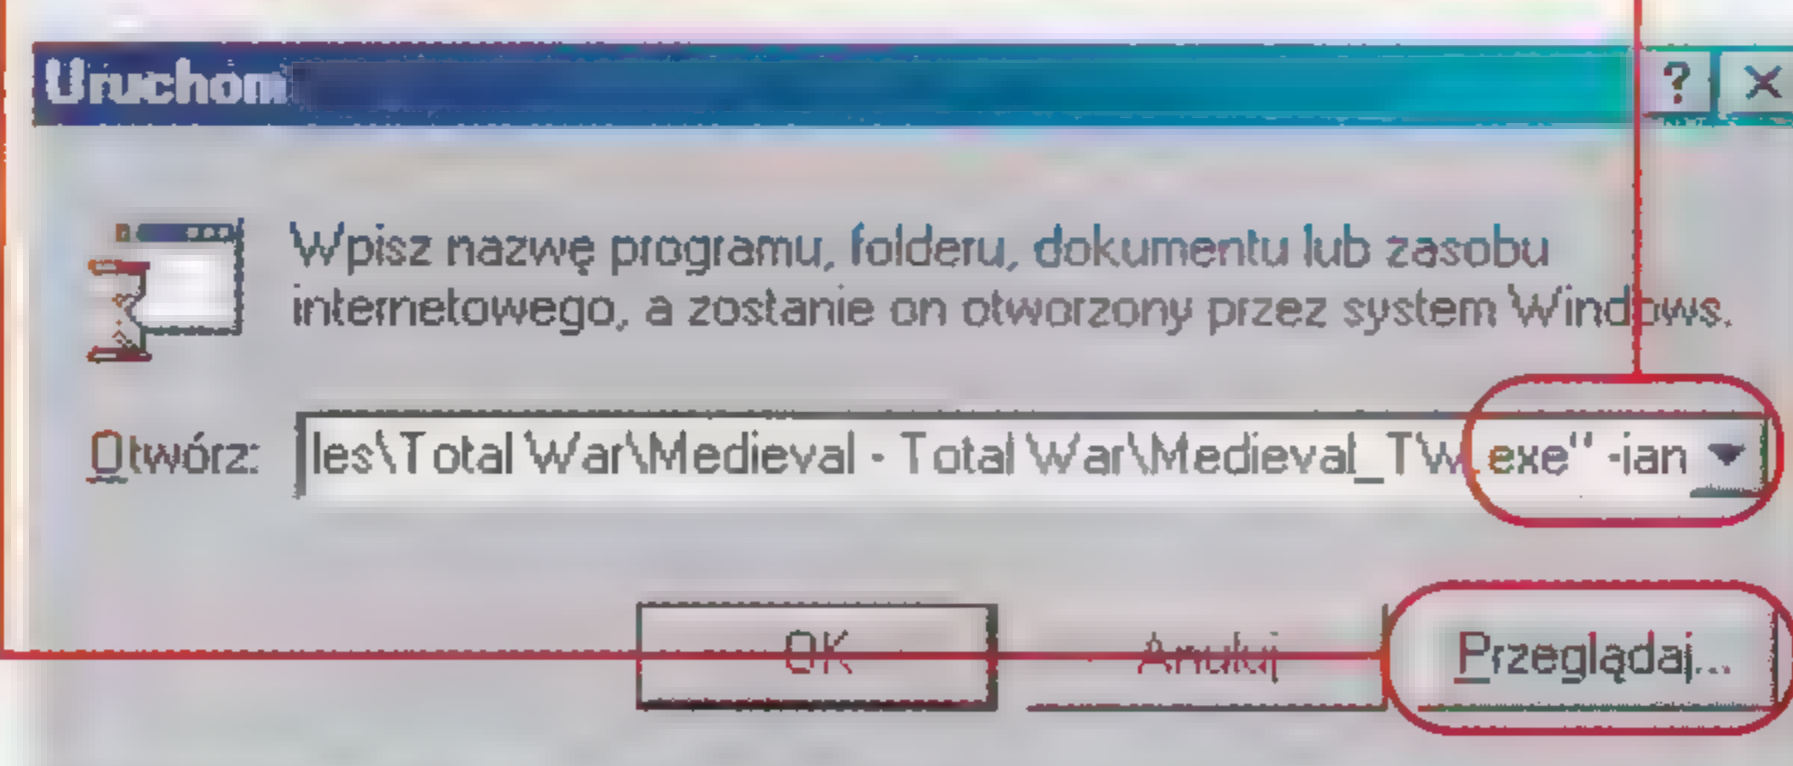 Uruchom
Wpisz nazwę programu, folderu, dokumentu lub zasobu
internetowego, a zostanie on otworzony przez system Windows.
Otwórz: les\Total War\Medieval - Total War\Medieval_TW.exe" -ian
OK Anuluj Przeglądaj...